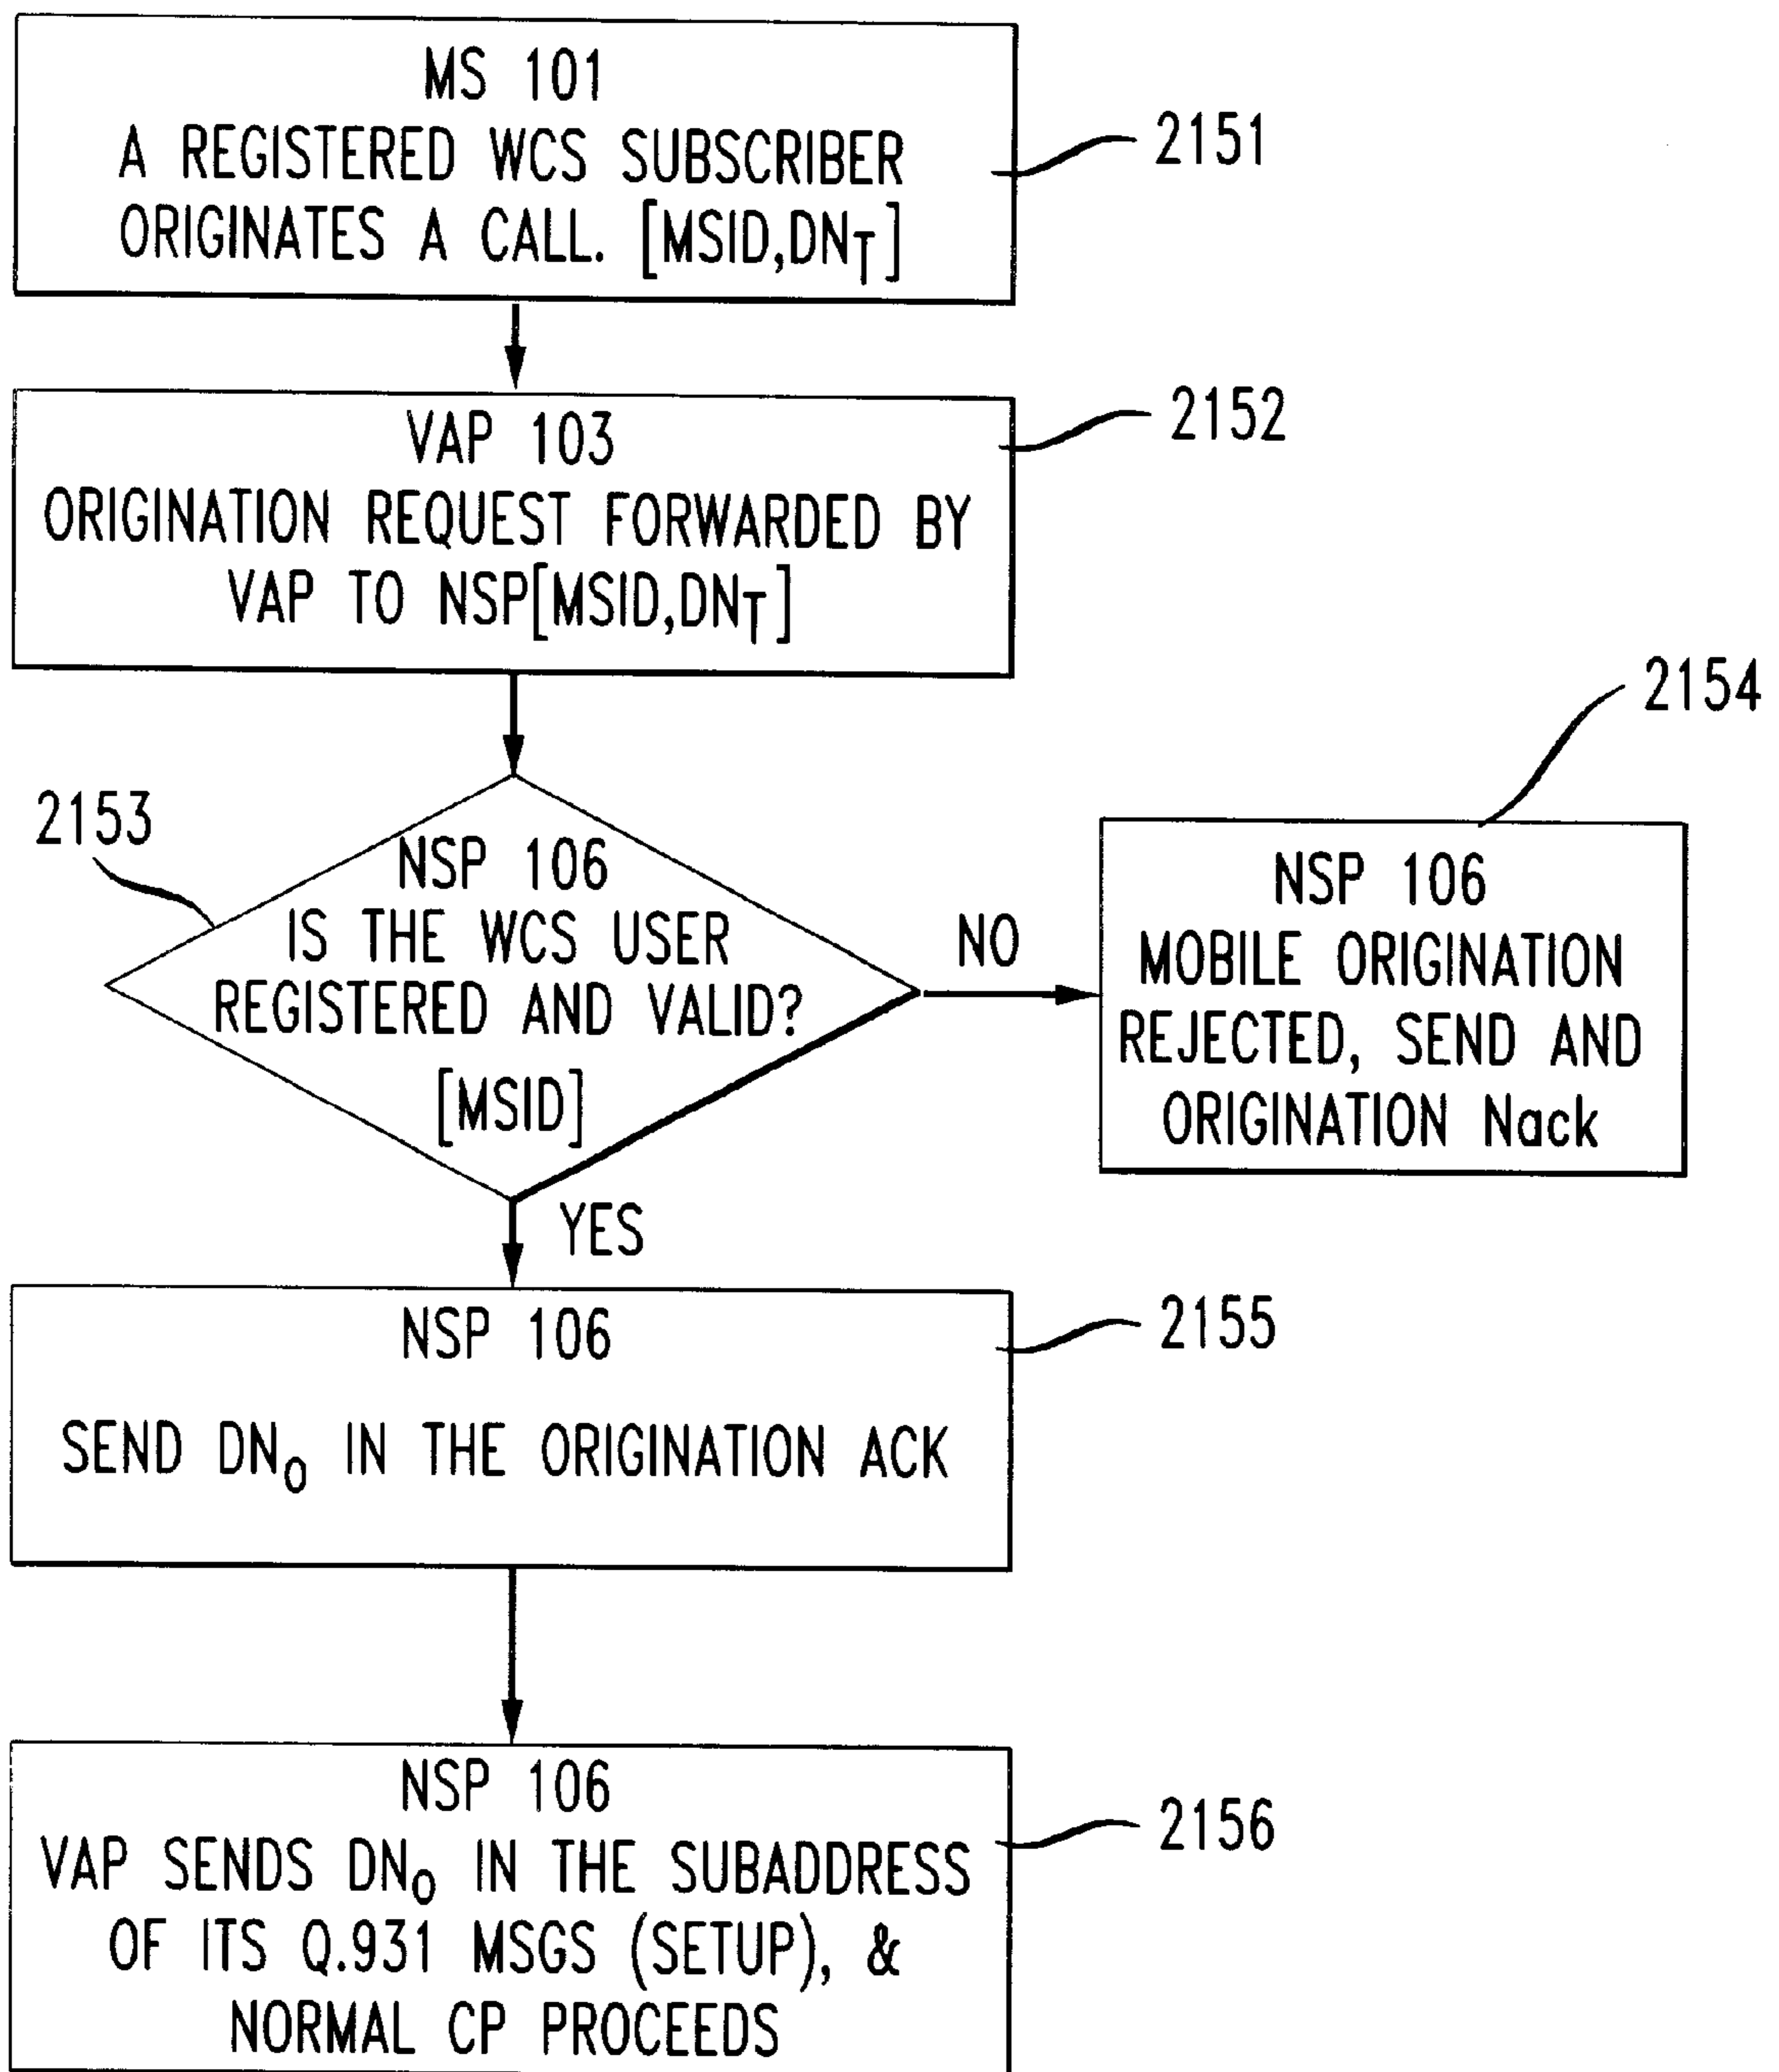 MS 101
A REGISTERED WCS SUBSCRIBER
ORIGINATES A CALL. [MSID,DNT]
2151
VAP 103
ORIGINATION REQUEST FORWARDED BY
VAP TO NSP[MSID,DNT]
2152
2153
NSP 106
IS THE WCS USER
REGISTERED AND VALID?
[MSID]
NO
2154
NSP 106
MOBILE ORIGINATION
REJECTED, SEND AND
ORIGINATION Nack
YES
NSP 106
SEND DNO IN THE ORIGINATION ACK
2155
NSP 106
VAP SENDS DNO IN THE SUBADDRESS
OF ITS Q.931 MSGS (SETUP), &
NORMAL CP PROCEEDS
2156